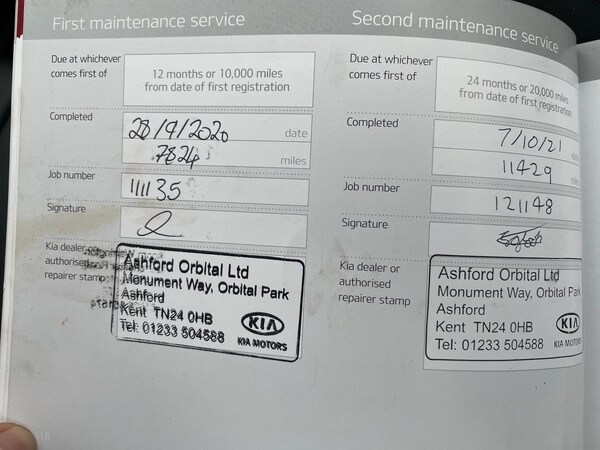 First maintenance service
Due at whichever
comes first of
12 months or 10,000 miles
from date of first registration
Completed
28/9/2020 date
7824 miles
Job number
111135
Signature
Kia dealer or
authorised
repairer stamp
Ashford Orbital Ltd
Monument Way, Orbital Park
Ashford
Kent TN24 0HB
Tel: 01233 504588
KIA
KIA MOTORS
16
Second maintenance service
Due at whichever
comes first of
24 months or 20,000 miles
from date of first registration
Completed
7/10/21
11429
Job number
121148
Signature
Kia dealer or
authorised
repairer stamp
Ashford Orbital Ltd
Monument Way, Orbital Park
Ashford
Kent TN24 0HB
Tel: 01233 504588
KIA
KIA MOTORS